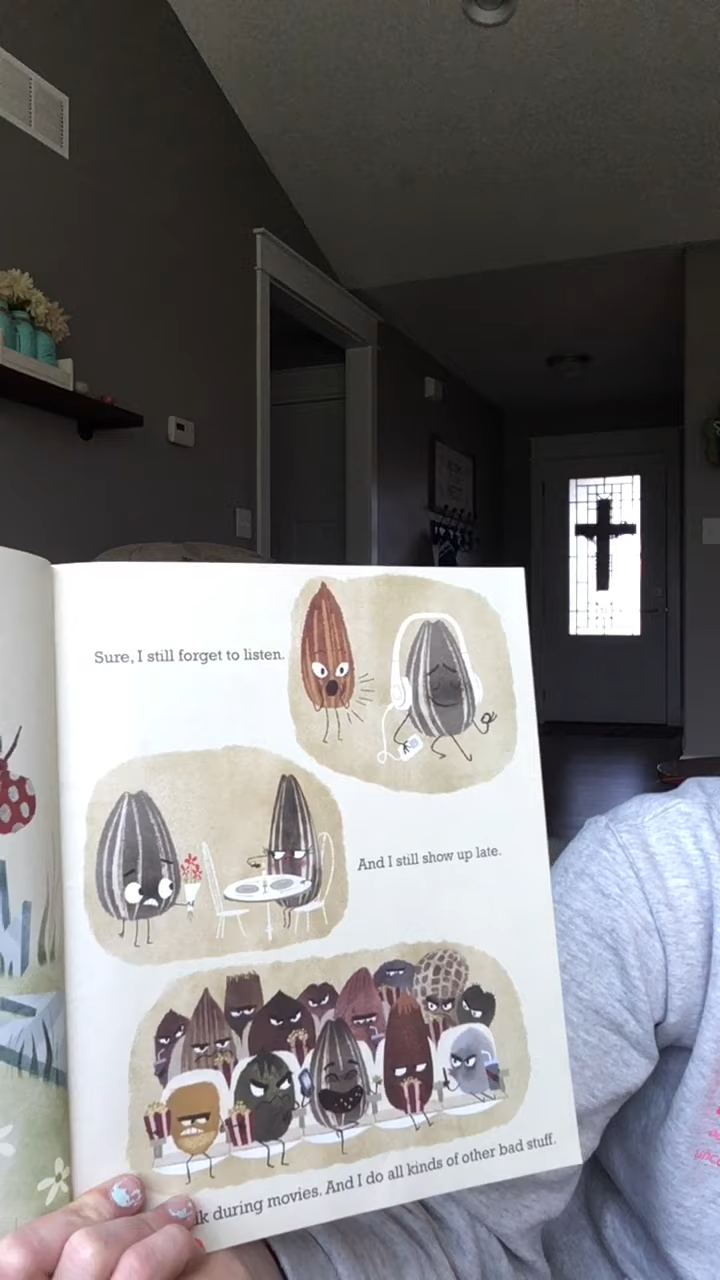 Sure, I still forget to listen.
And I still show up late.
during movies. And I do all kinds of other bad stuff.